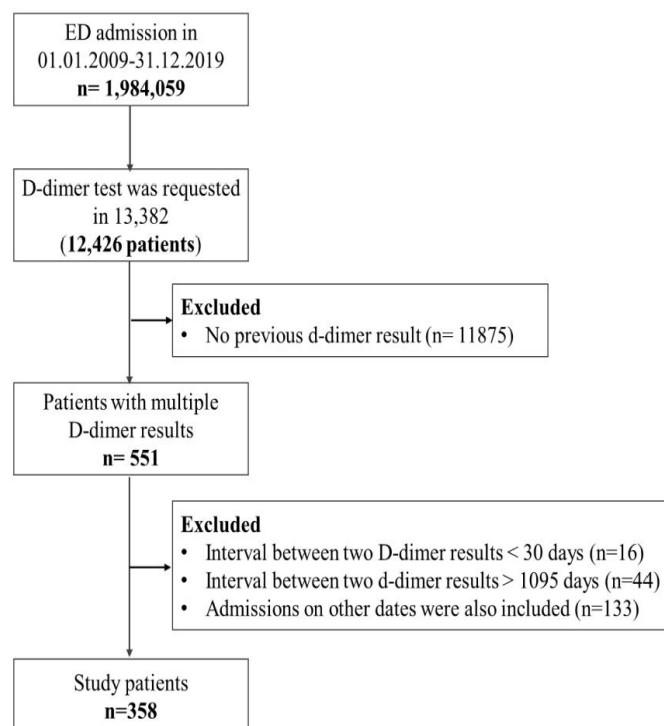 ED admission in
01.01.2009-31.12.2019
n= 1,984,059
D-dimer test was requested
in 13,382
(12,426 patients)
Excluded
• No previous d-dimer result (n= 11875)
Patients with multiple
D-dimer results
n= 551
Excluded
• Interval between two D-dimer results < 30 days (n=16)
• Interval between two d-dimer results > 1095 days (n=44)
• Admissions on other dates were also included (n=133)
Study patients
n=358